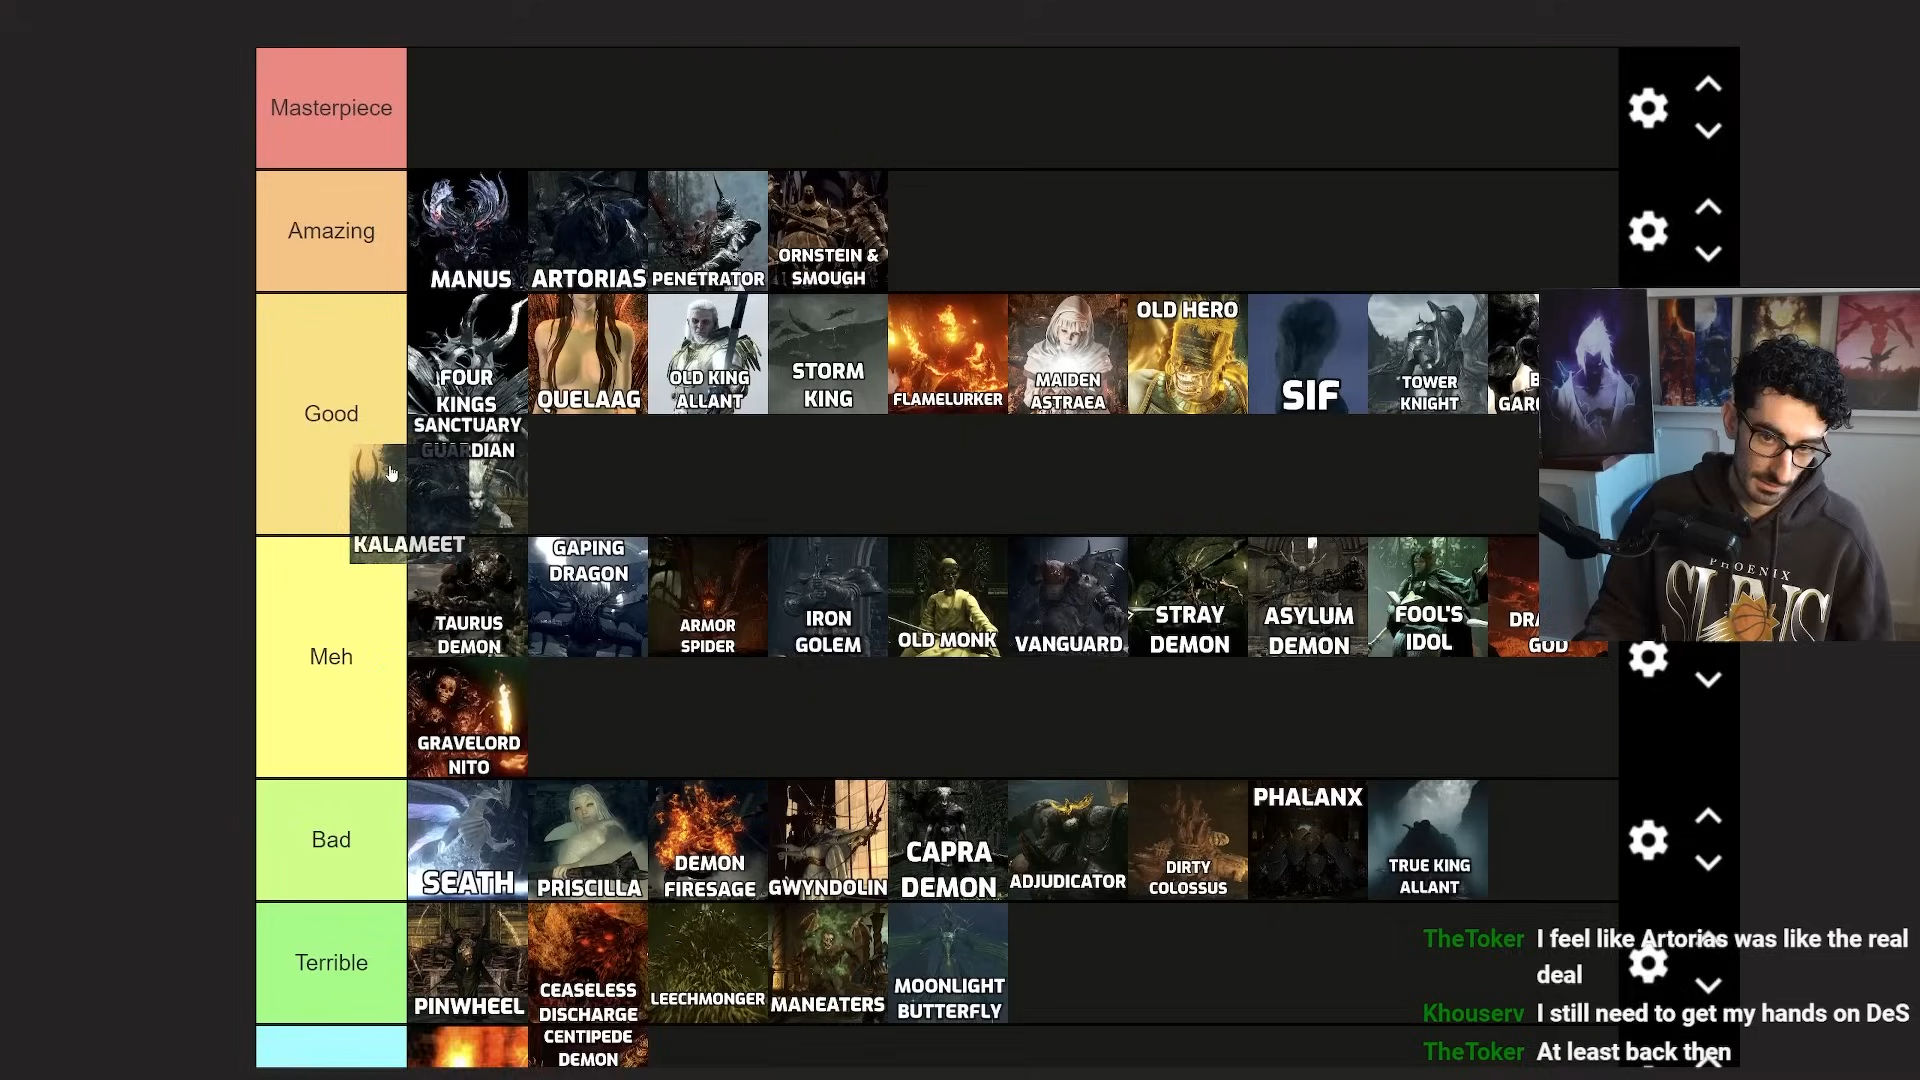 Masterpiece
Amazing
MANUS
ARTORIAS
PENETRATOR
ORNSTEIN &
SMOUGH
Good
FOUR
KINGS
QUELAAG
OLD KING
ALLANT
STORM
KING
FLAMELURKER
MAIDEN
ASTRAEA
OLD HERO
SIF
TOWER
KNIGHT
SANCTUARY
GUARDIAN
KALAMEET
Meh
TAURUS
DEMON
GAPING
DRAGON
ARMOR
SPIDER
IRON
GOLEM
OLD MONK
VANGUARD
STRAY
DEMON
ASYLUM
DEMON
FOOL'S
IDOL
GOD
GRAVELORD
NITO
PHOENIX
SUNS
Bad
SEATH
PRISCILLA
DEMON
FIRESAGE
GWYNDOLIN
CAPRA
DEMON
ADJUDICATOR
DIRTY
COLOSSUS
PHALANX
TRUE KING
ALLANT
Terrible
PINWHEEL
CEASELESS
DISCHARGE
LEECHMONGER
MANEATERS
MOONLIGHT
BUTTERFLY
CENTIPEDE
DEMON
TheToker I feel like Artorias was like the real
deal
Khouserv I still need to get my hands on DeS
TheToker At least back then